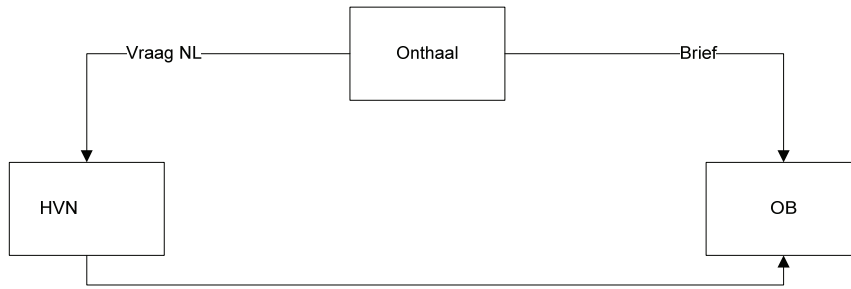 Vraag NL
Onthaal
Brief
HVN
OB